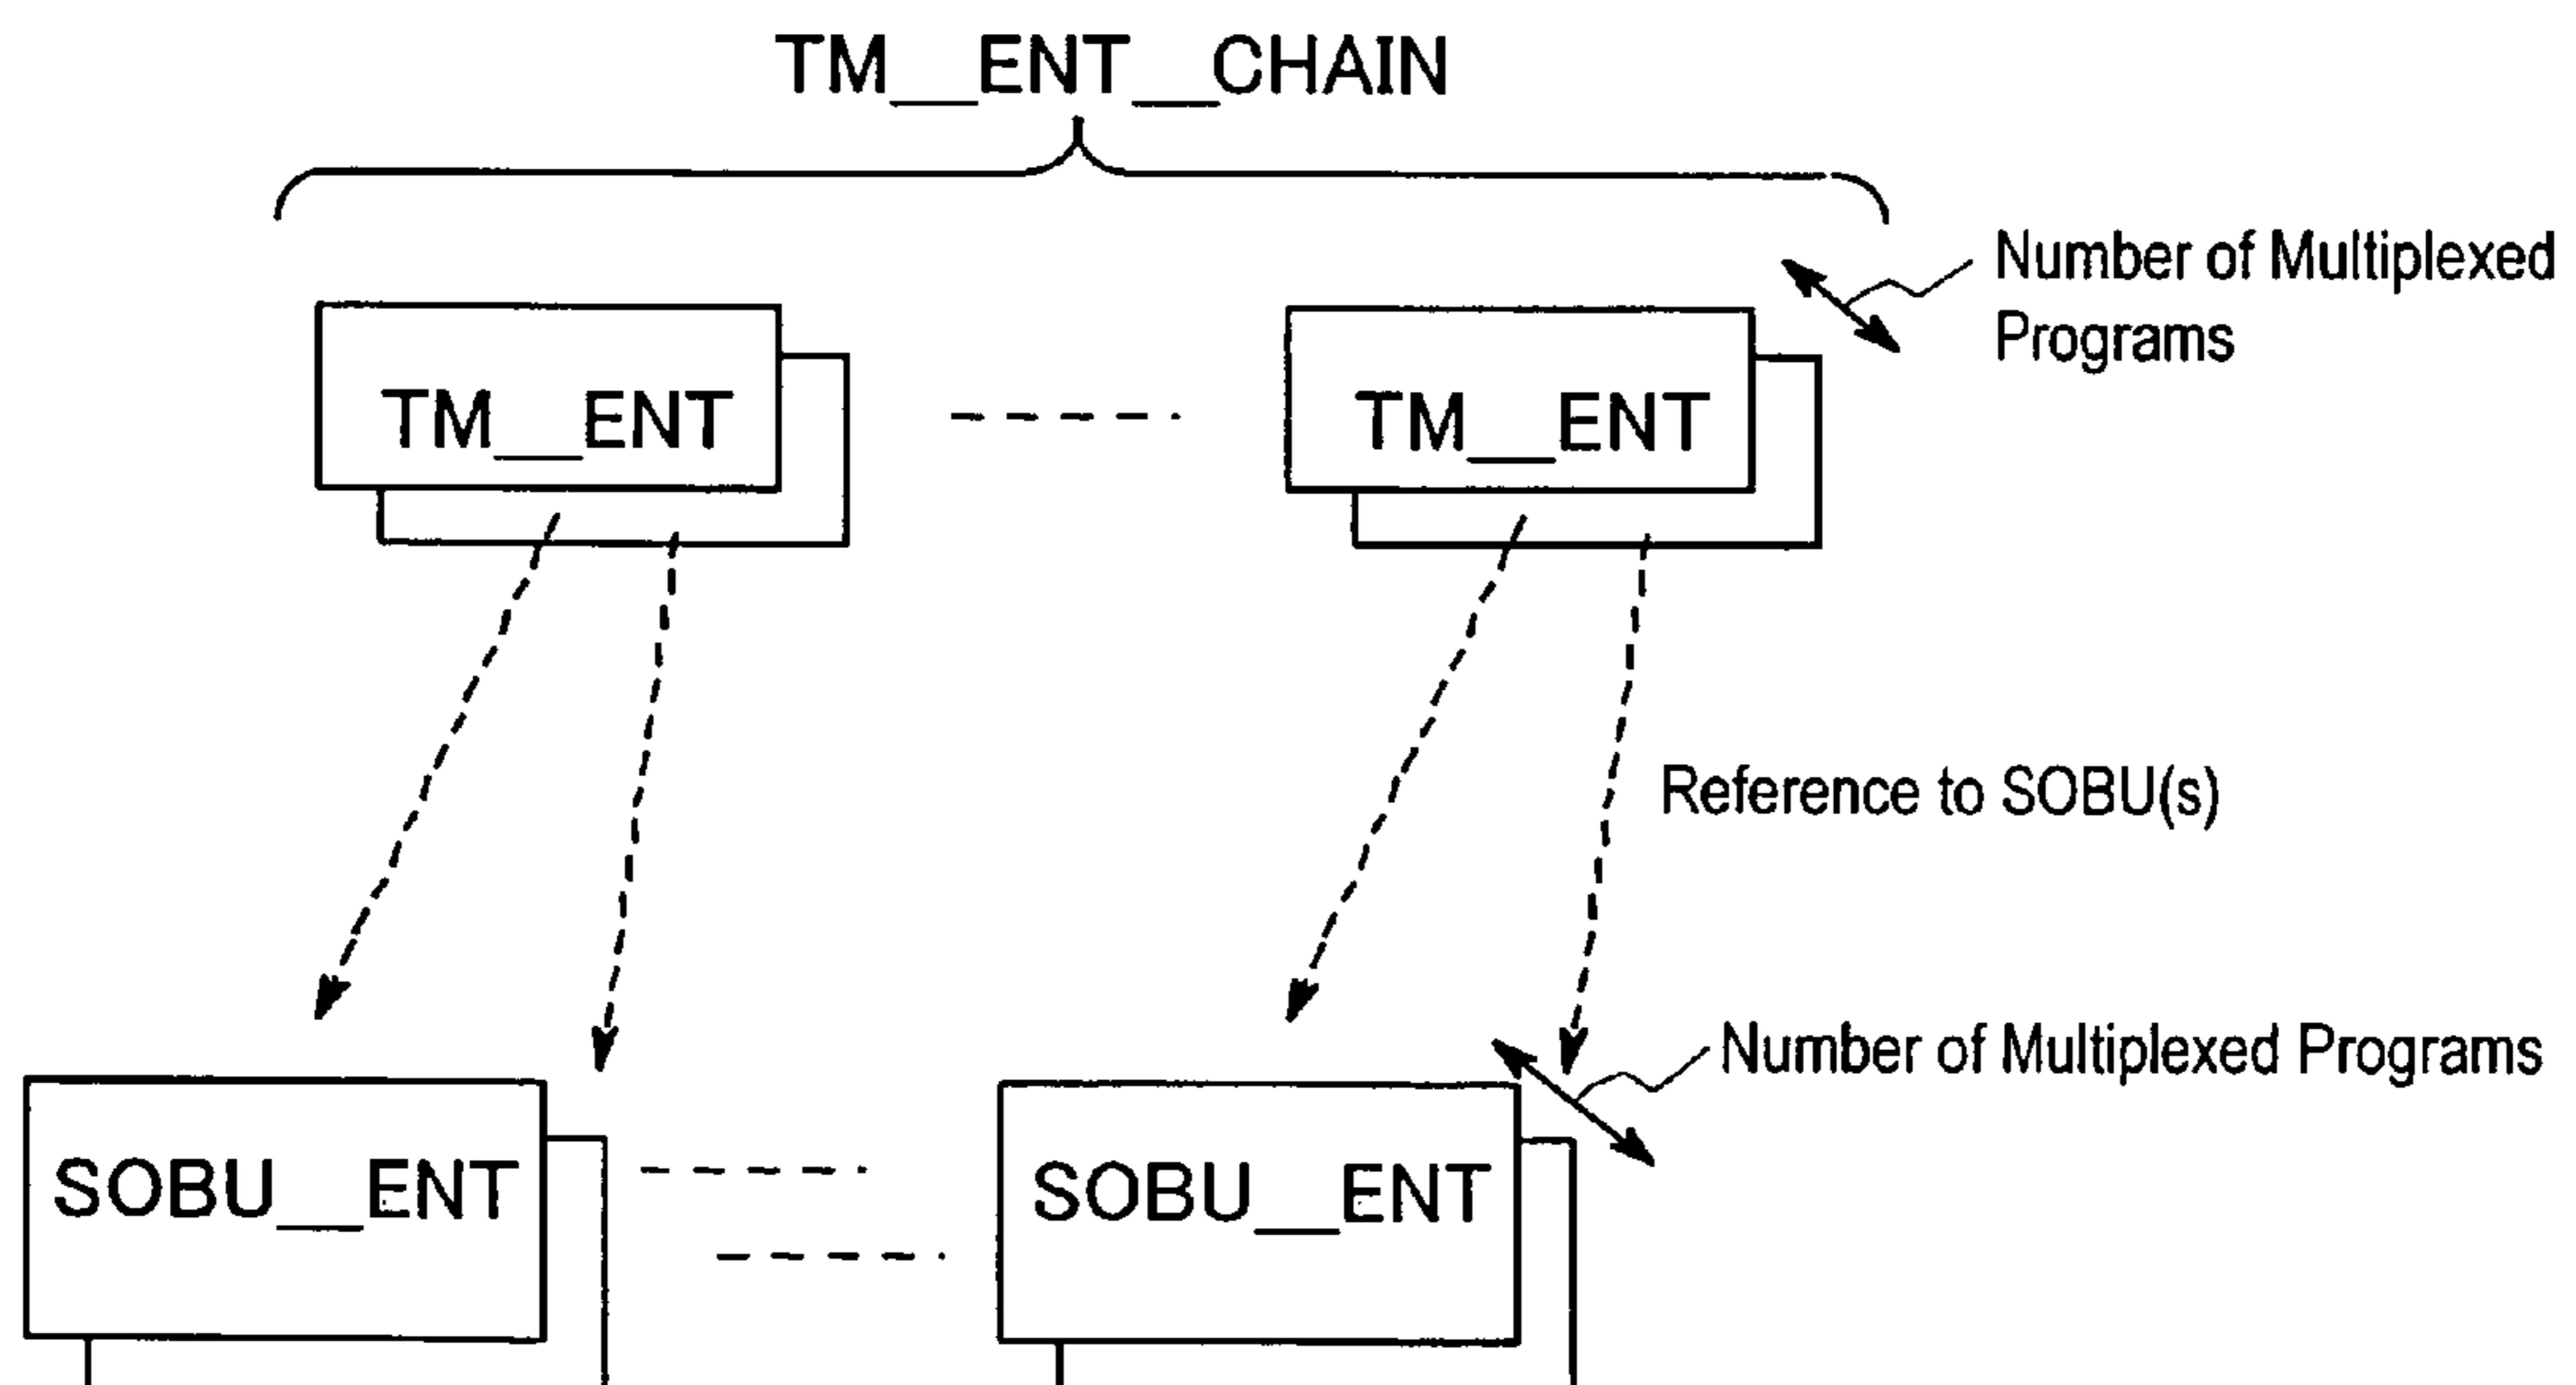 TM__ENT__CHAIN
Number of Multiplexed
Programs
TM__ENT
TM__ENT
Reference to SOBU(s)
Number of Multiplexed Programs
SOBU__ENT
SOBU__ENT